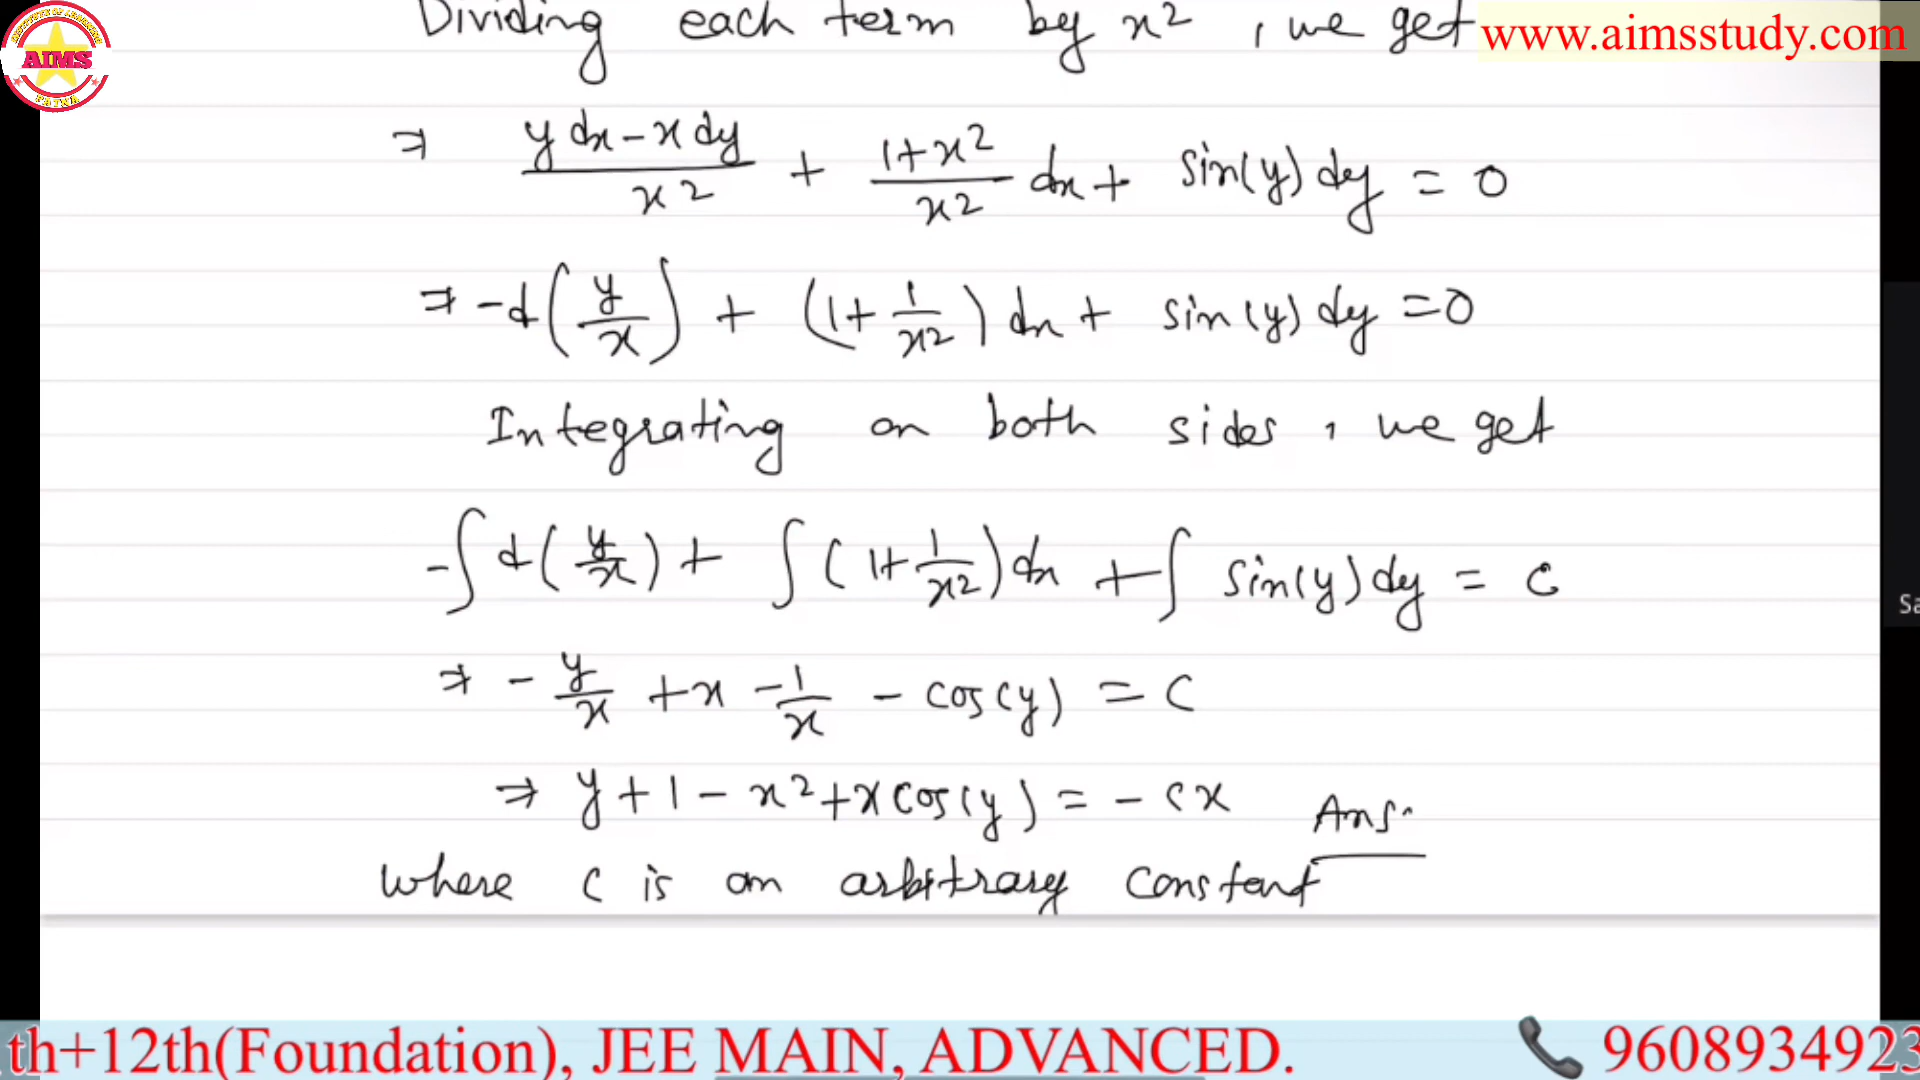 Dividing each term by x² , we get
www.aimsstudy.com
AIMS
PATNA
⇒ (y dx - x dy)/x² + (1+x²)/x² dx + sin(y) dy = 0
⇒ -d(y/x) + (1+1/x²) dx + sin(y) dy = 0
Integrating on both sides , we get
-∫ d(y/x) + ∫ (1+1/x²) dx + ∫ sin(y) dy = c
Sa
⇒ - y/x + x - 1/x - cos(y) = c
⇒ y + 1 - x² + x cos(y) = - cx Ans.
where c is an arbitrary constant
th+12th(Foundation), JEE MAIN, ADVANCED. 9608934923